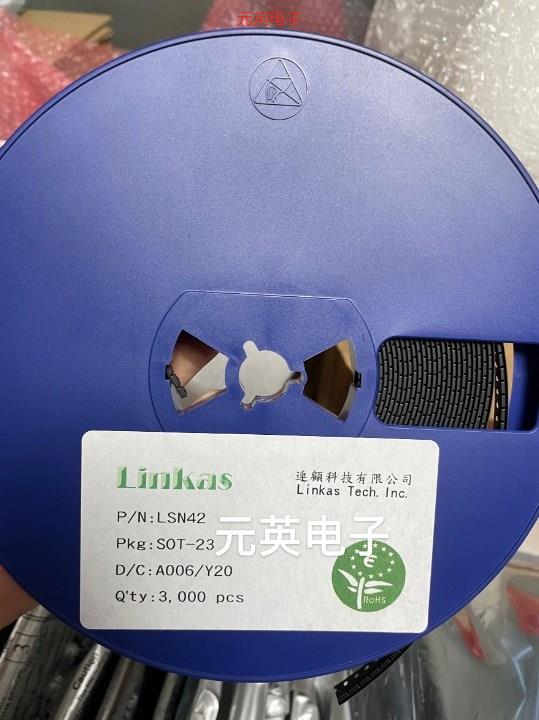 元英电子
Linkas
連顧科技有限公司
Linkas Tech. Inc.
P/N:LSN42
Pkg:SOT-23
元英电子
D/C:A006/Y20
Q'ty:3,000 pcs
RoHS